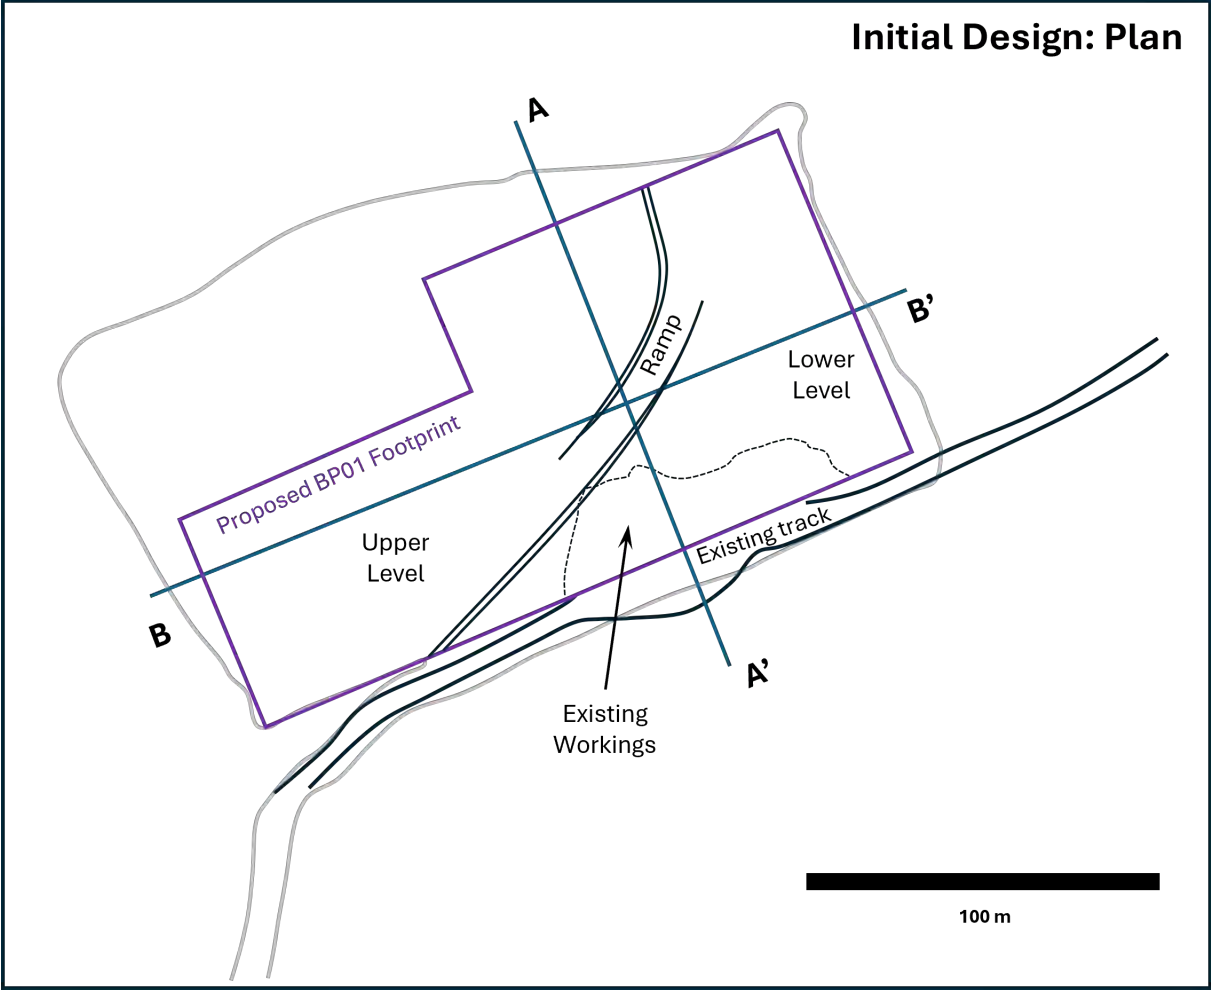 Initial Design: Plan
A
B’
Ramp
Lower
Level
Proposed BP01 Footprint
Upper
Level
Existing track
B
A’
Existing
Workings
100 m